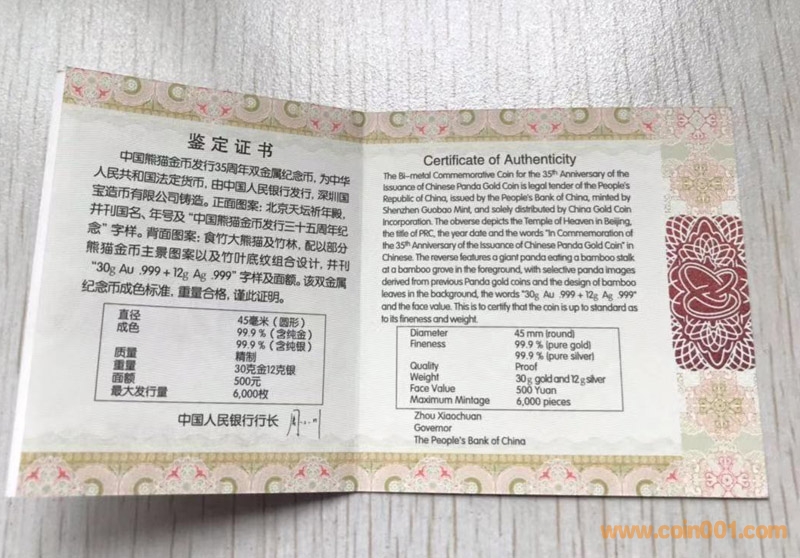 鉴定证书
中国熊猫金币发行35周年双金属纪念币，为中华
人民共和国法定货币，由中国人民银行发行，深圳国
宝造币有限公司铸造。正面图案：北京天坛祈年殿，
并刊国名、年号及“中国熊猫金币发行三十五周年纪
念”字样。背面图案：食竹大熊猫及竹林，配以部分
熊猫金币主景图案以及竹叶底纹组合设计，并刊
“30g Au .999＋12g Ag .999”字样及面额。该双金属
纪念币成色标准，重量合格，谨此证明。
直径 45毫米（圆形）
成色 99.9％（含纯金）
99.9％（含纯银）
质量 精制
重量 30克金12克银
面额 500元
最大发行量 6,000枚
中国人民银行行长
Certificate of Authenticity
The Bi-metal Commemorative Coin for the 35th Anniversary of the
Issuance of Chinese Panda Gold Coin is legal tender of the People's
Republic of China, issued by the People's Bank of China, minted by
Shenzhen Guobao Mint, and solely distributed by China Gold Coin
Incorporation. The obverse depicts the Temple of Heaven in Beijing,
the title of PRC, the year date and the words "In Commemoration of
the 35th Anniversary of the Issuance of Chinese Panda Gold Coin" in
Chinese. The reverse features a giant panda eating a bamboo stalk
at a bamboo grove in the foreground, with selective panda images
derived from previous Panda gold coins and the design of bamboo
leaves in the background, the words "30g Au .999＋12g Ag .999"
and the face value. This is to certify that the coin is up to standard as
to its fineness and weight.
Diameter 45 mm (round)
Fineness 99.9 % (pure gold)
99.9 % (pure silver)
Quality Proof
Weight 30 g gold and 12 g silver
Face Value 500 Yuan
Maximum Mintage 6,000 pieces
Zhou Xiaochuan
Governor
The People's Bank of China
www.coin001.com